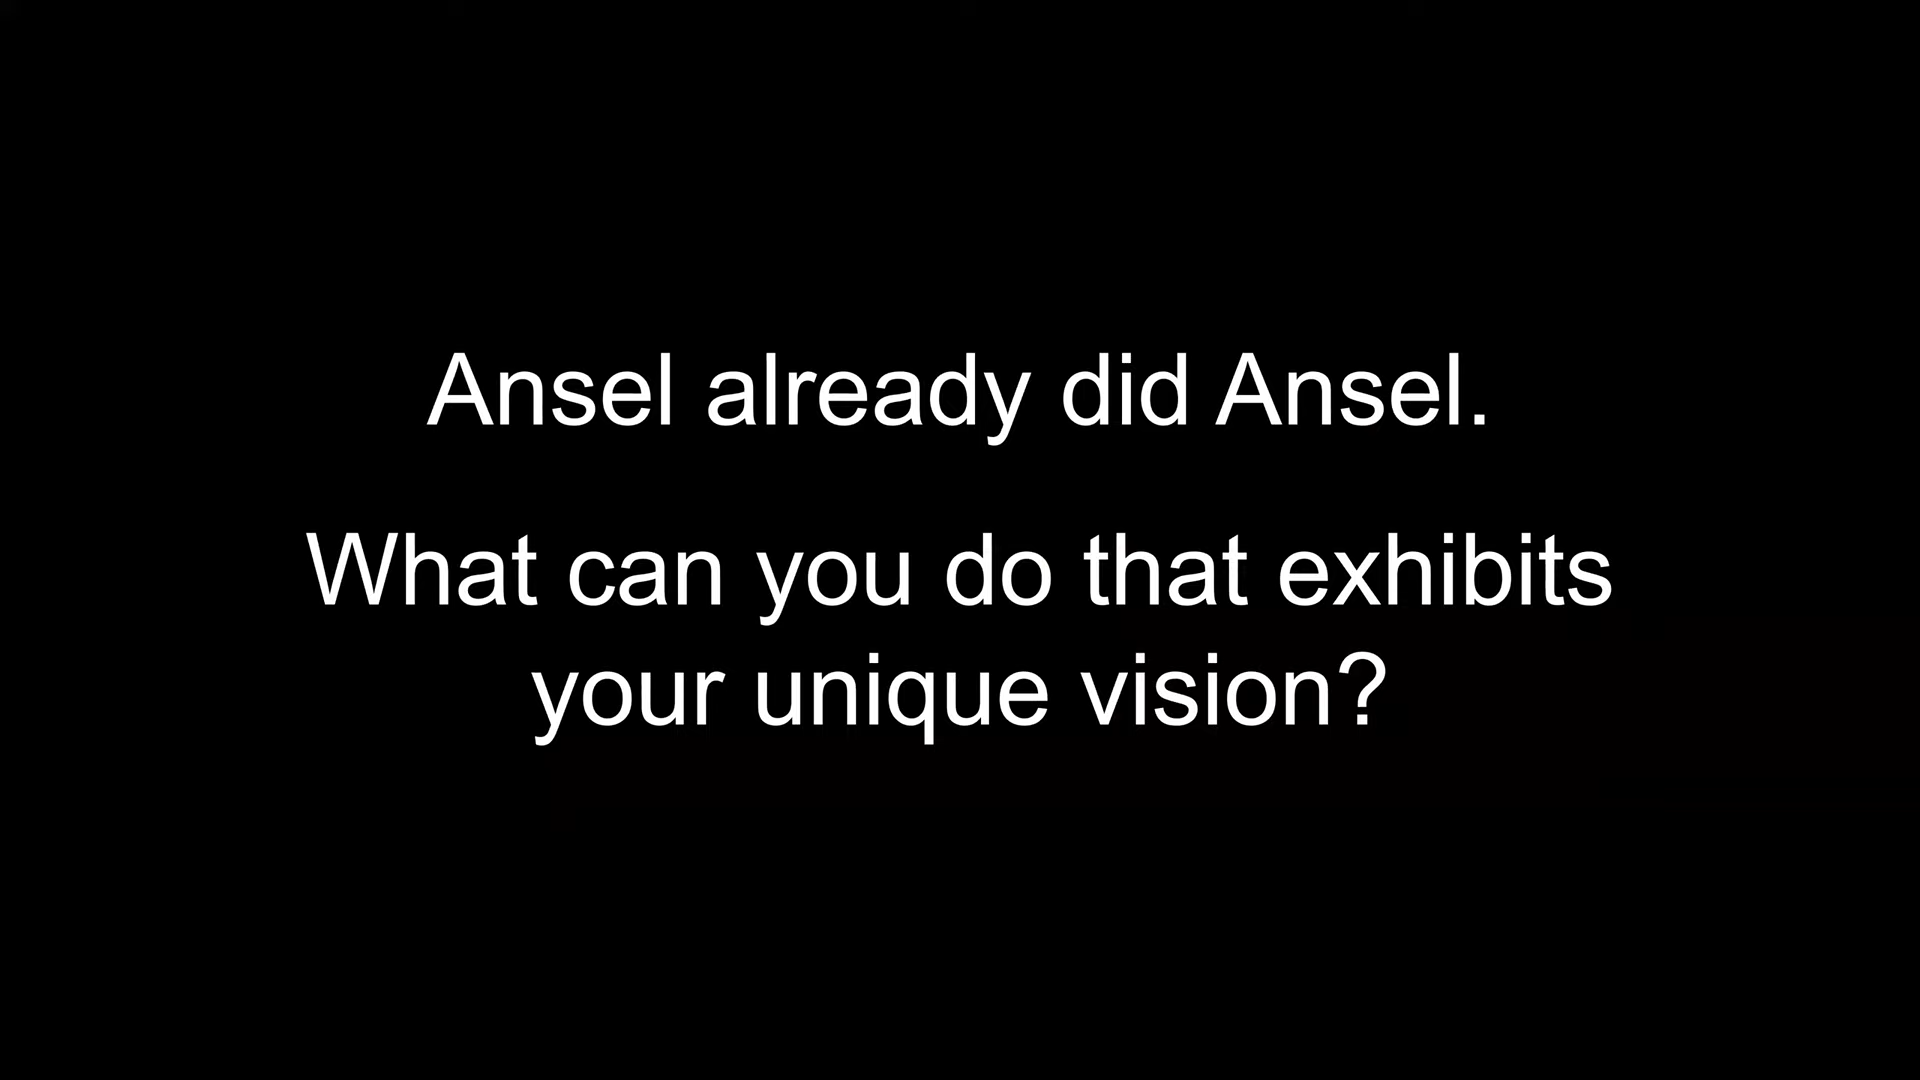 Ansel already did Ansel.
What can you do that exhibits
your unique vision?